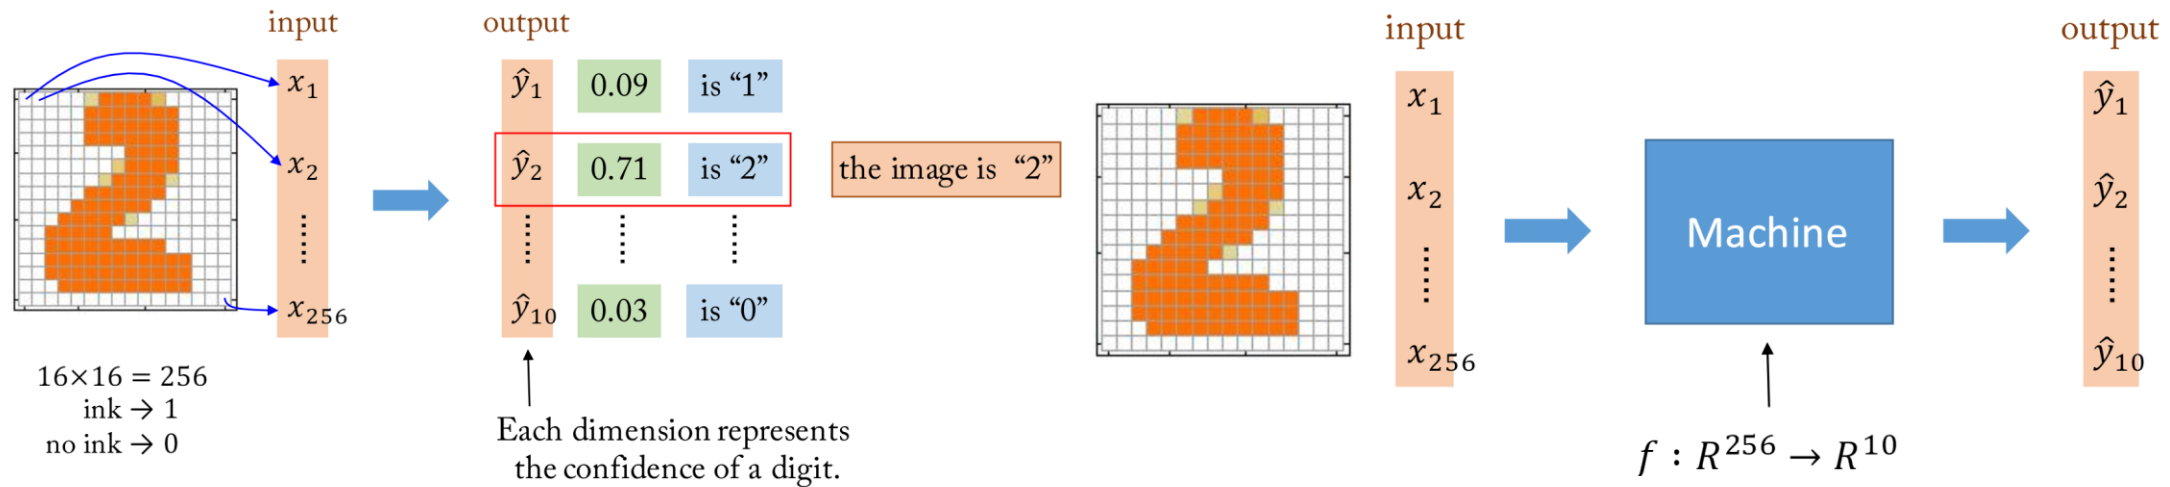 input
x₁
x₂
⋮
x₂₅₆
16×16 = 256
ink → 1
no ink → 0
output
ŷ₁ 0.09 is “1”
ŷ₂ 0.71 is “2”
⋮ ⋮ ⋮
ŷ₁₀ 0.03 is “0”
Each dimension represents
the confidence of a digit.
the image is “2”
input
x₁
x₂
⋮
x₂₅₆
Machine
f : R²⁵⁶ → R¹⁰
output
ŷ₁
ŷ₂
⋮
ŷ₁₀